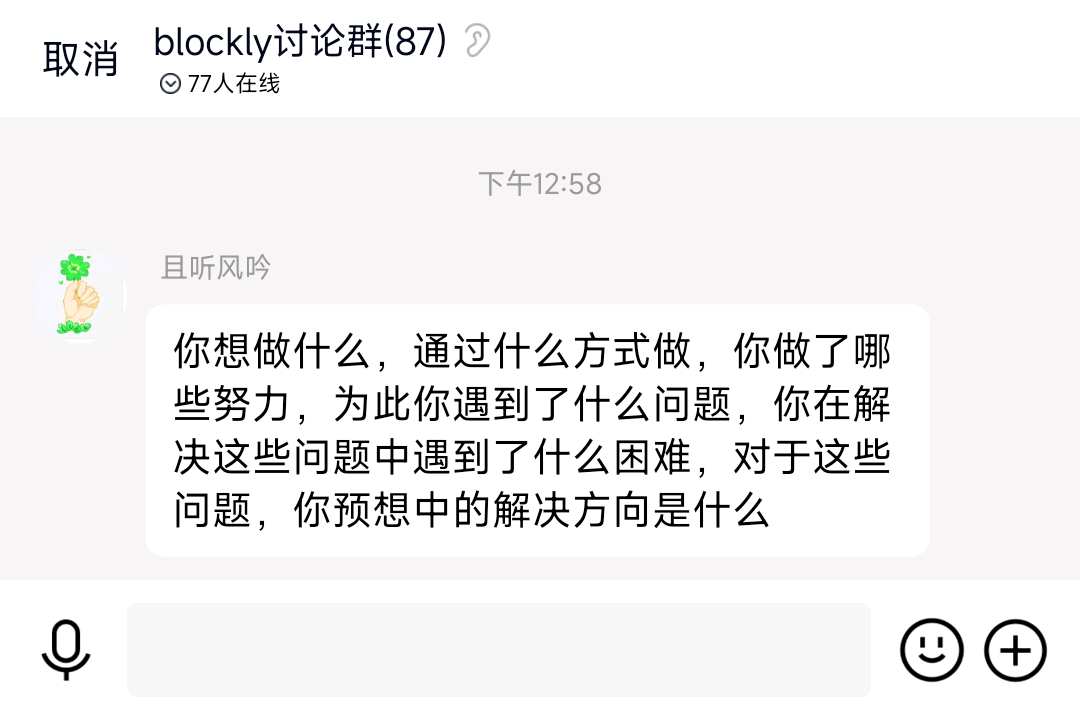 取消
blockly讨论群(87)
77人在线
下午12:58
且听风吟
你想做什么，通过什么方式做，你做了哪
些努力，为此你遇到了什么问题，你在解
决这些问题中遇到了什么困难，对于这些
问题，你预想中的解决方向是什么